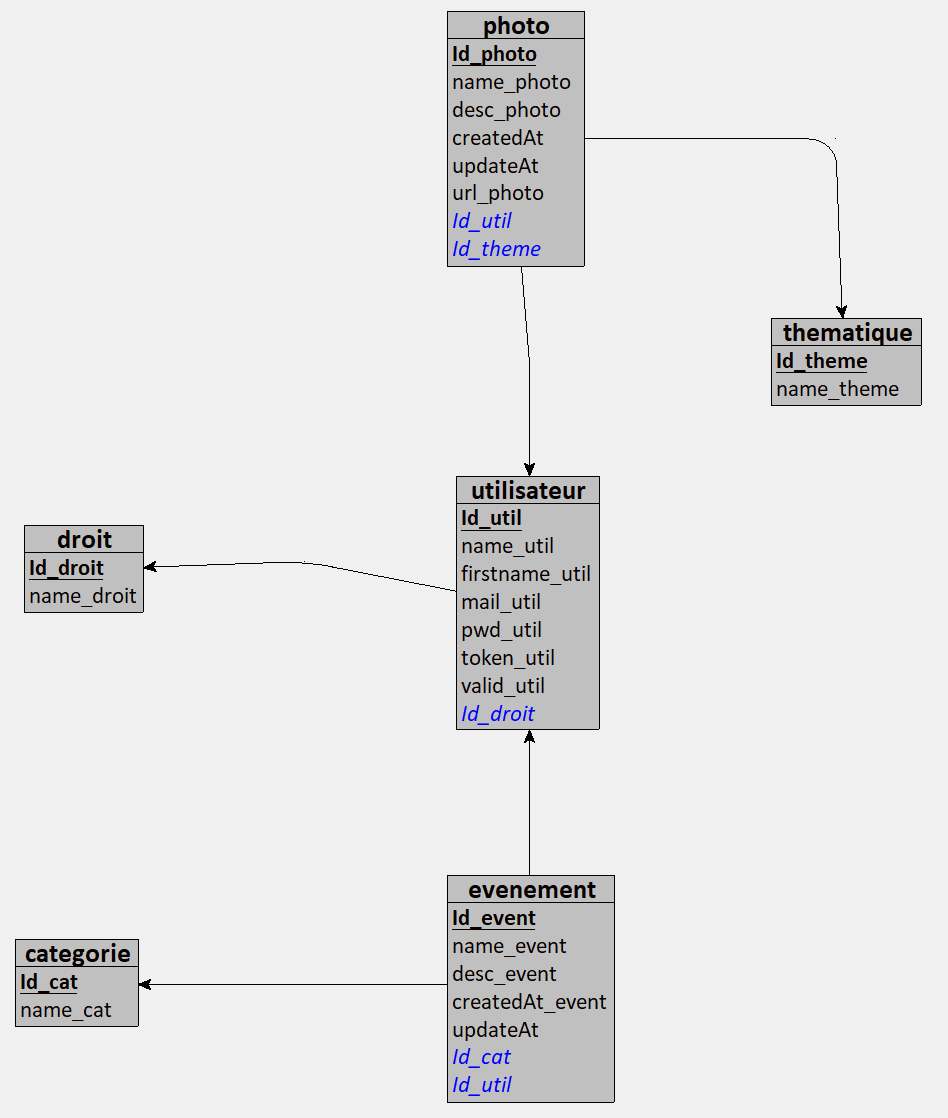 photo
Id_photo
name_photo
desc_photo
createdAt
updateAt
url_photo
Id_util
Id_theme
thematique
Id_theme
name_theme
utilisateur
Id_util
name_util
firstname_util
mail_util
pwd_util
token_util
valid_util
Id_droit
droit
Id_droit
name_droit
evenement
Id_event
name_event
desc_event
createdAt_event
updateAt
Id_cat
Id_util
categorie
Id_cat
name_cat